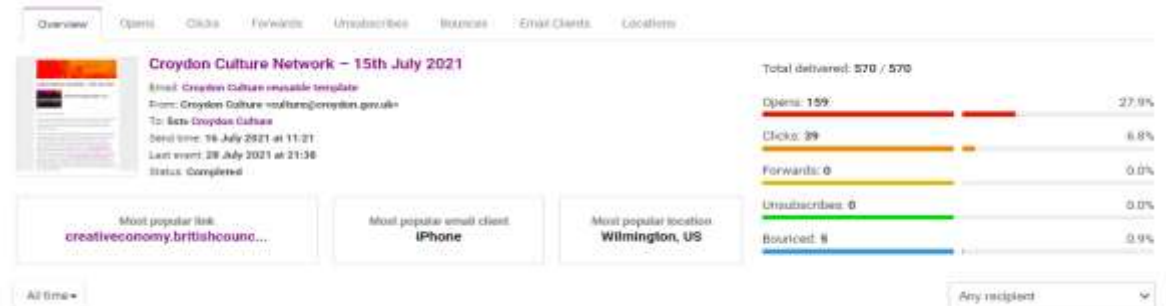 Overview Opens Clicks Forwards Unsubscribes Bounces Email Clients Locations
Croydon Culture Network – 15th July 2021
Email: Croydon Culture reusable template
From: Croydon Culture <culture@croydon.gov.uk>
To: lists Croydon Culture
Send time: 16 July 2021 at 11:21
Last event: 28 July 2021 at 21:38
Status: Completed
Most popular link
creativeconomy.britishcounc...
Most popular email client
iPhone
Most popular location
Wilmington, US
Total delivered: 570 / 570
Opens: 159 27.9%
Clicks: 39 6.8%
Forwards: 0 0.0%
Unsubscribes: 0 0.0%
Bounced: 5 0.9%
All time
Any recipient